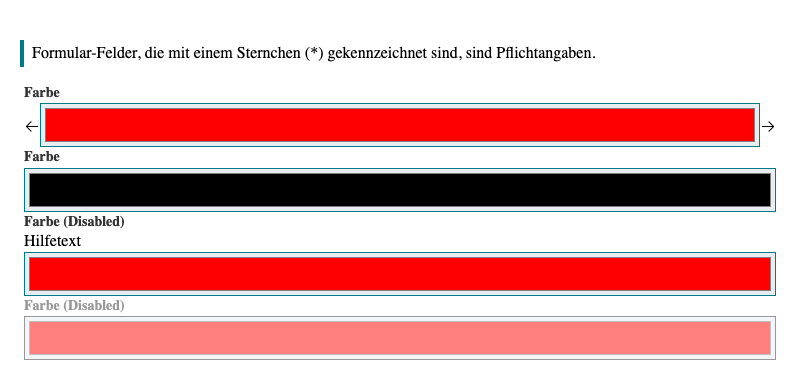 Formular-Felder, die mit einem Sternchen (*) gekennzeichnet sind, sind Pflichtangaben.
Farbe
← →
Farbe
Farbe (Disabled)
Hilfetext
Farbe (Disabled)